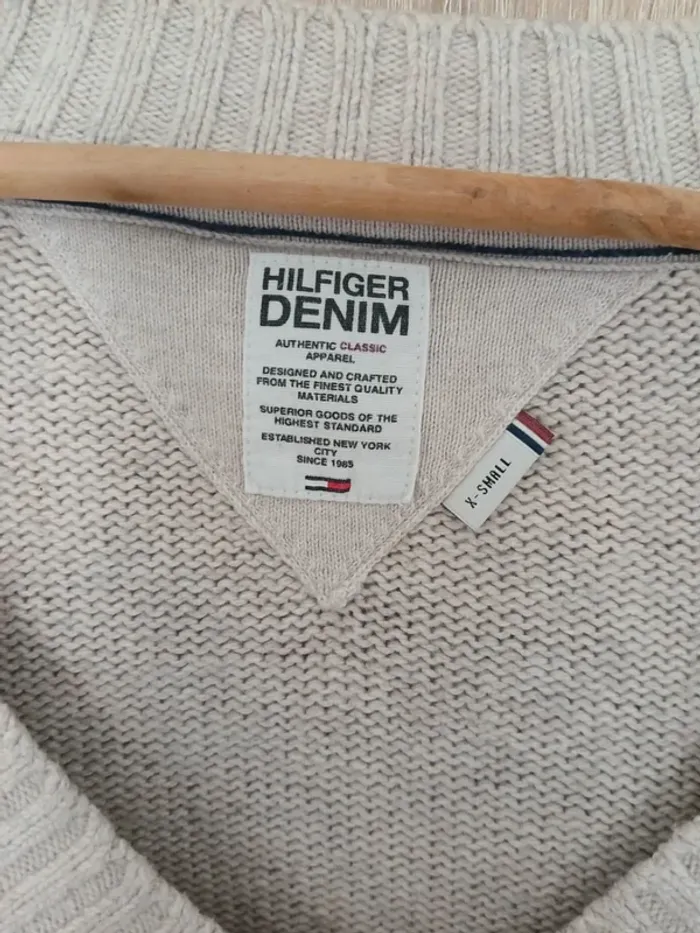 HILFIGER
DENIM
AUTHENTIC CLASSIC
APPAREL
DESIGNED AND CRAFTED
FROM THE FINEST QUALITY
MATERIALS
SUPERIOR GOODS OF THE
HIGHEST STANDARD
ESTABLISHED NEW YORK
CITY
SINCE 1985
X-SMALL